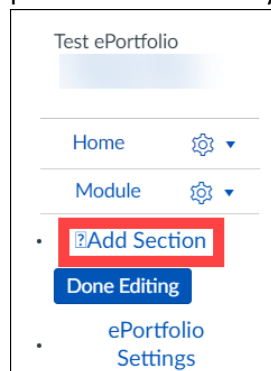 Test ePortfolio
Home
Module
Add Section
Done Editing
ePortfolio
Settings